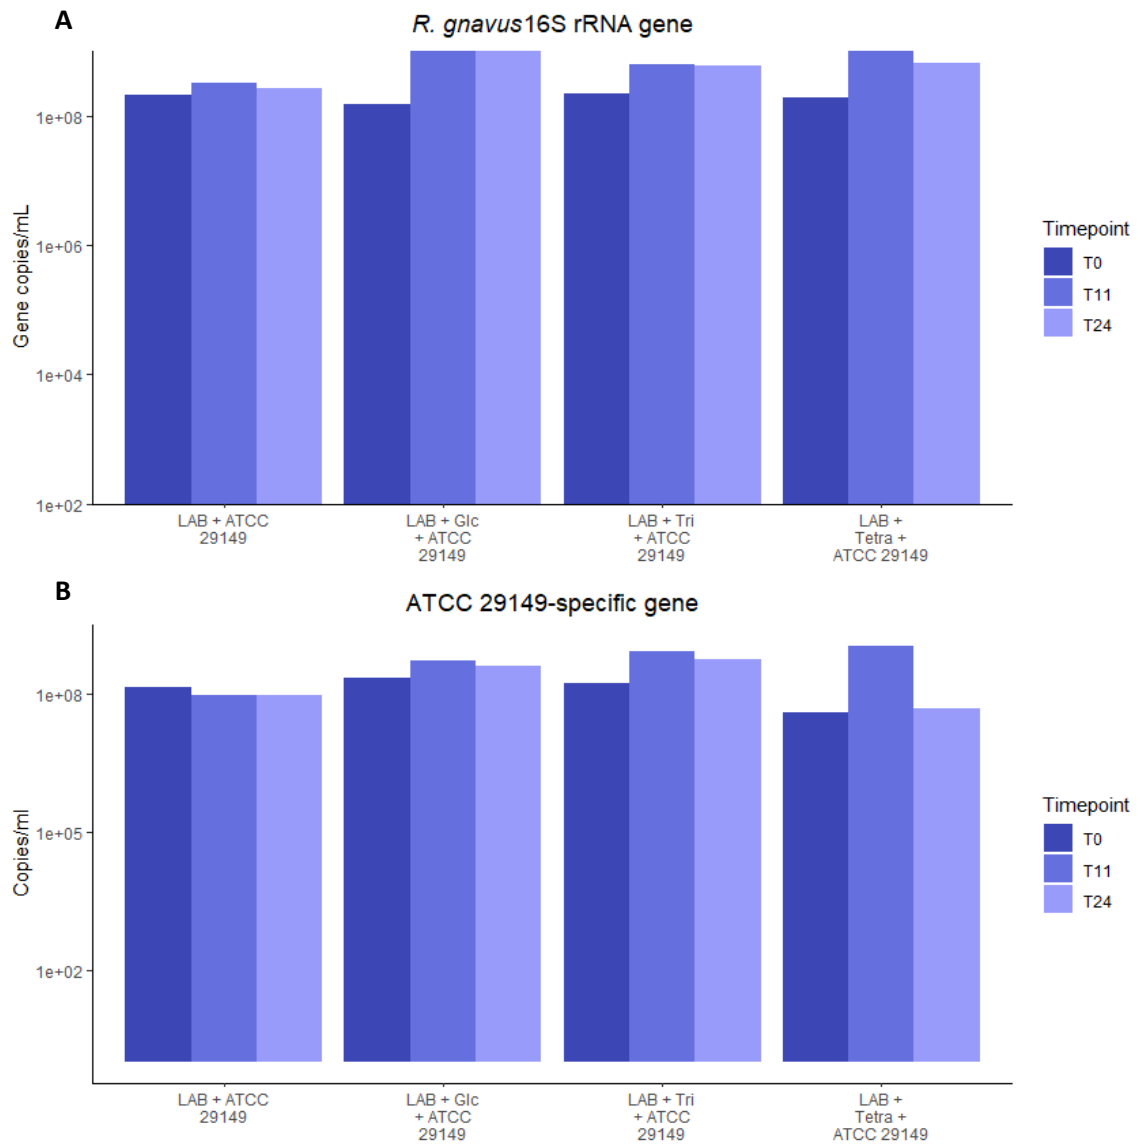 A
R. gnavus16S rRNA gene
Gene copies/mL
1e+08
1e+06
1e+04
1e+02
LAB + ATCC
29149
LAB + Glc
+ ATCC
29149
LAB + Tri
+ ATCC
29149
LAB +
Tetra +
ATCC 29149
Timepoint
T0
T11
T24
B
ATCC 29149-specific gene
Copies/ml
1e+08
1e+05
1e+02
LAB + ATCC
29149
LAB + Glc
+ ATCC
29149
LAB + Tri
+ ATCC
29149
LAB +
Tetra +
ATCC 29149
Timepoint
T0
T11
T24